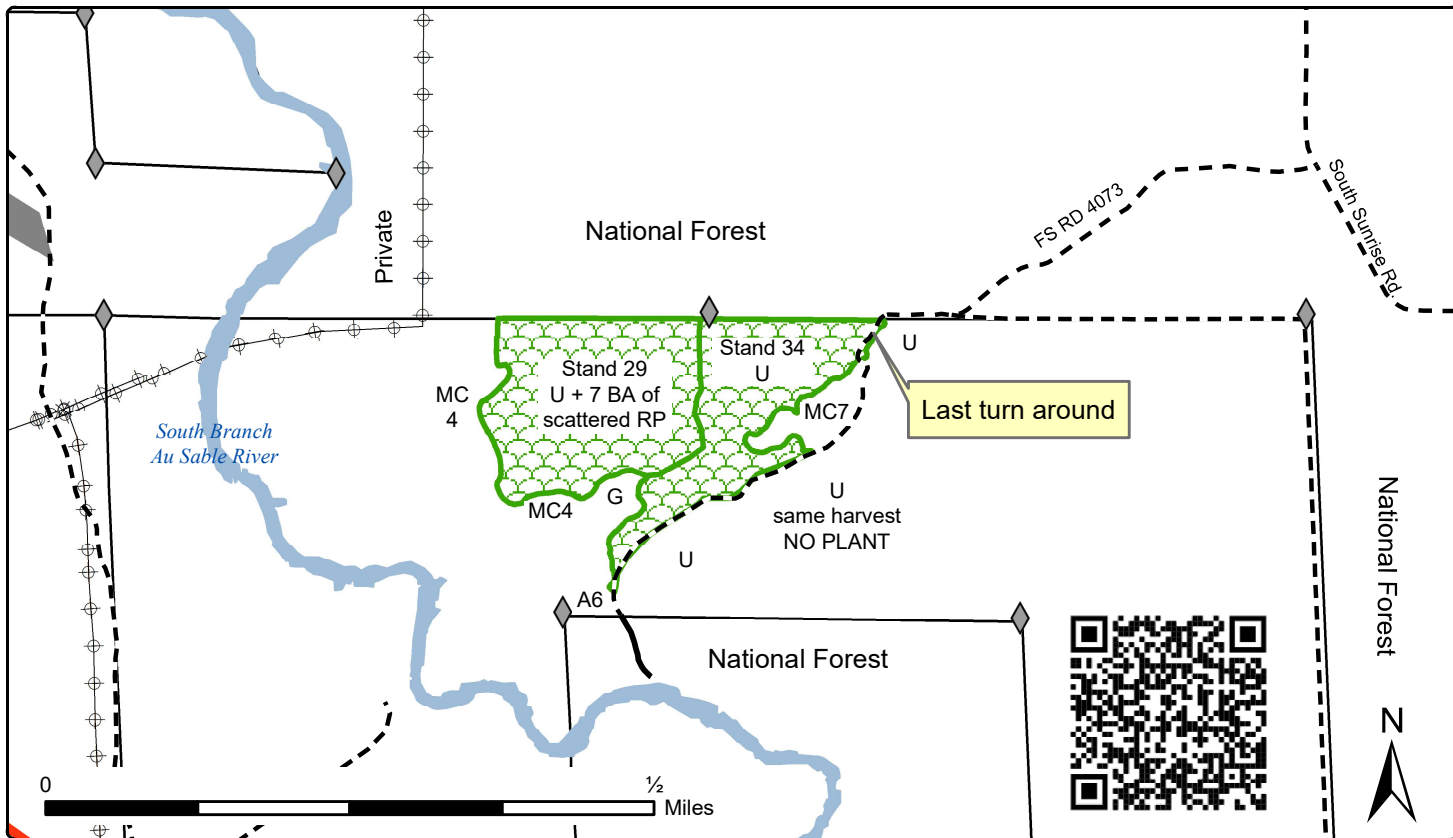 Private
National Forest
FS RD 4073
South Sunrise Rd.
Stand 29
U + 7 BA of
scattered RP
Stand 34
U
U
MC
4
MC7
Last turn around
South Branch
Au Sable River
MC4
G
U
same harvest
NO PLANT
U
A6
National Forest
National Forest
N
0
½
Miles